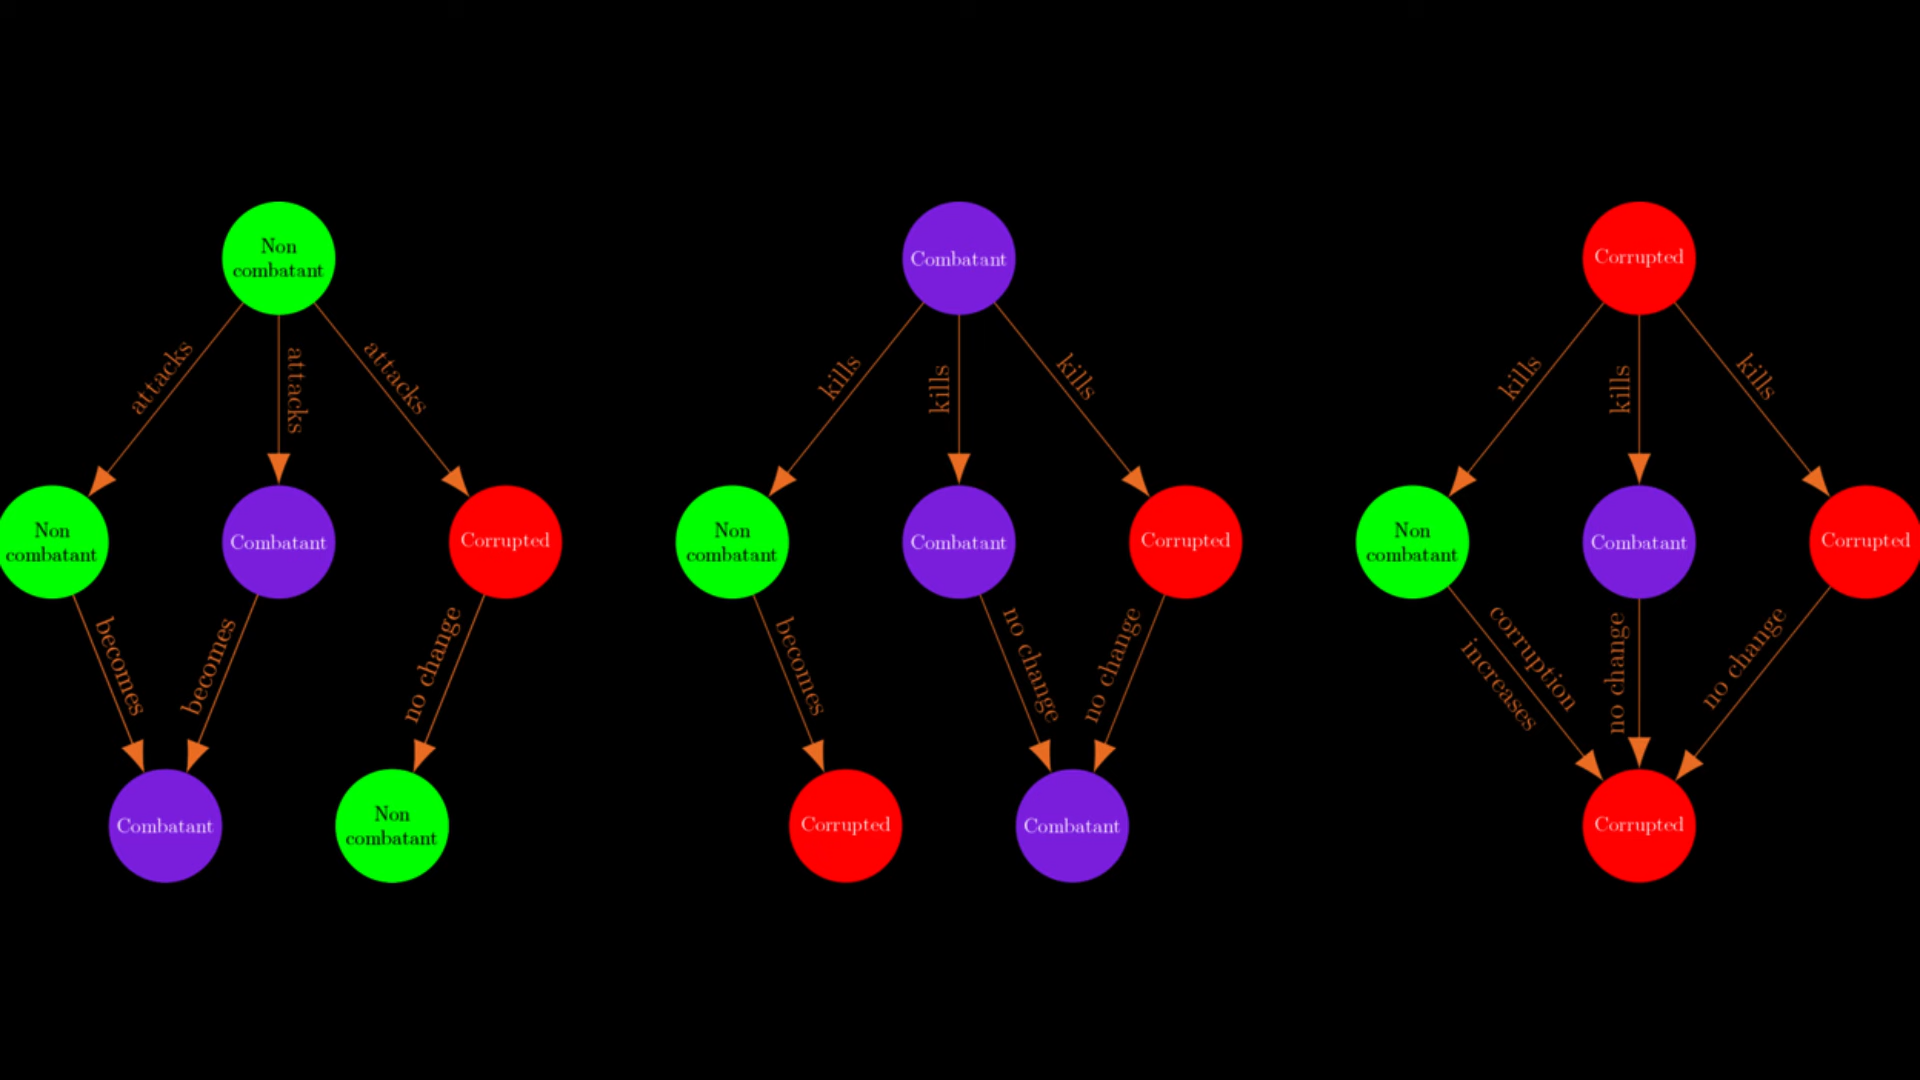 Non
combatant
Combatant
Corrupted
attacks
attacks
attacks
kills
kills
kills
kills
kills
kills
Non
combatant
Combatant
Corrupted
Non
combatant
Combatant
Corrupted
Non
combatant
Combatant
Corrupted
becomes
becomes
no change
becomes
no change
no change
corruption
increases
no change
no change
Combatant
Non
combatant
Corrupted
Combatant
Corrupted